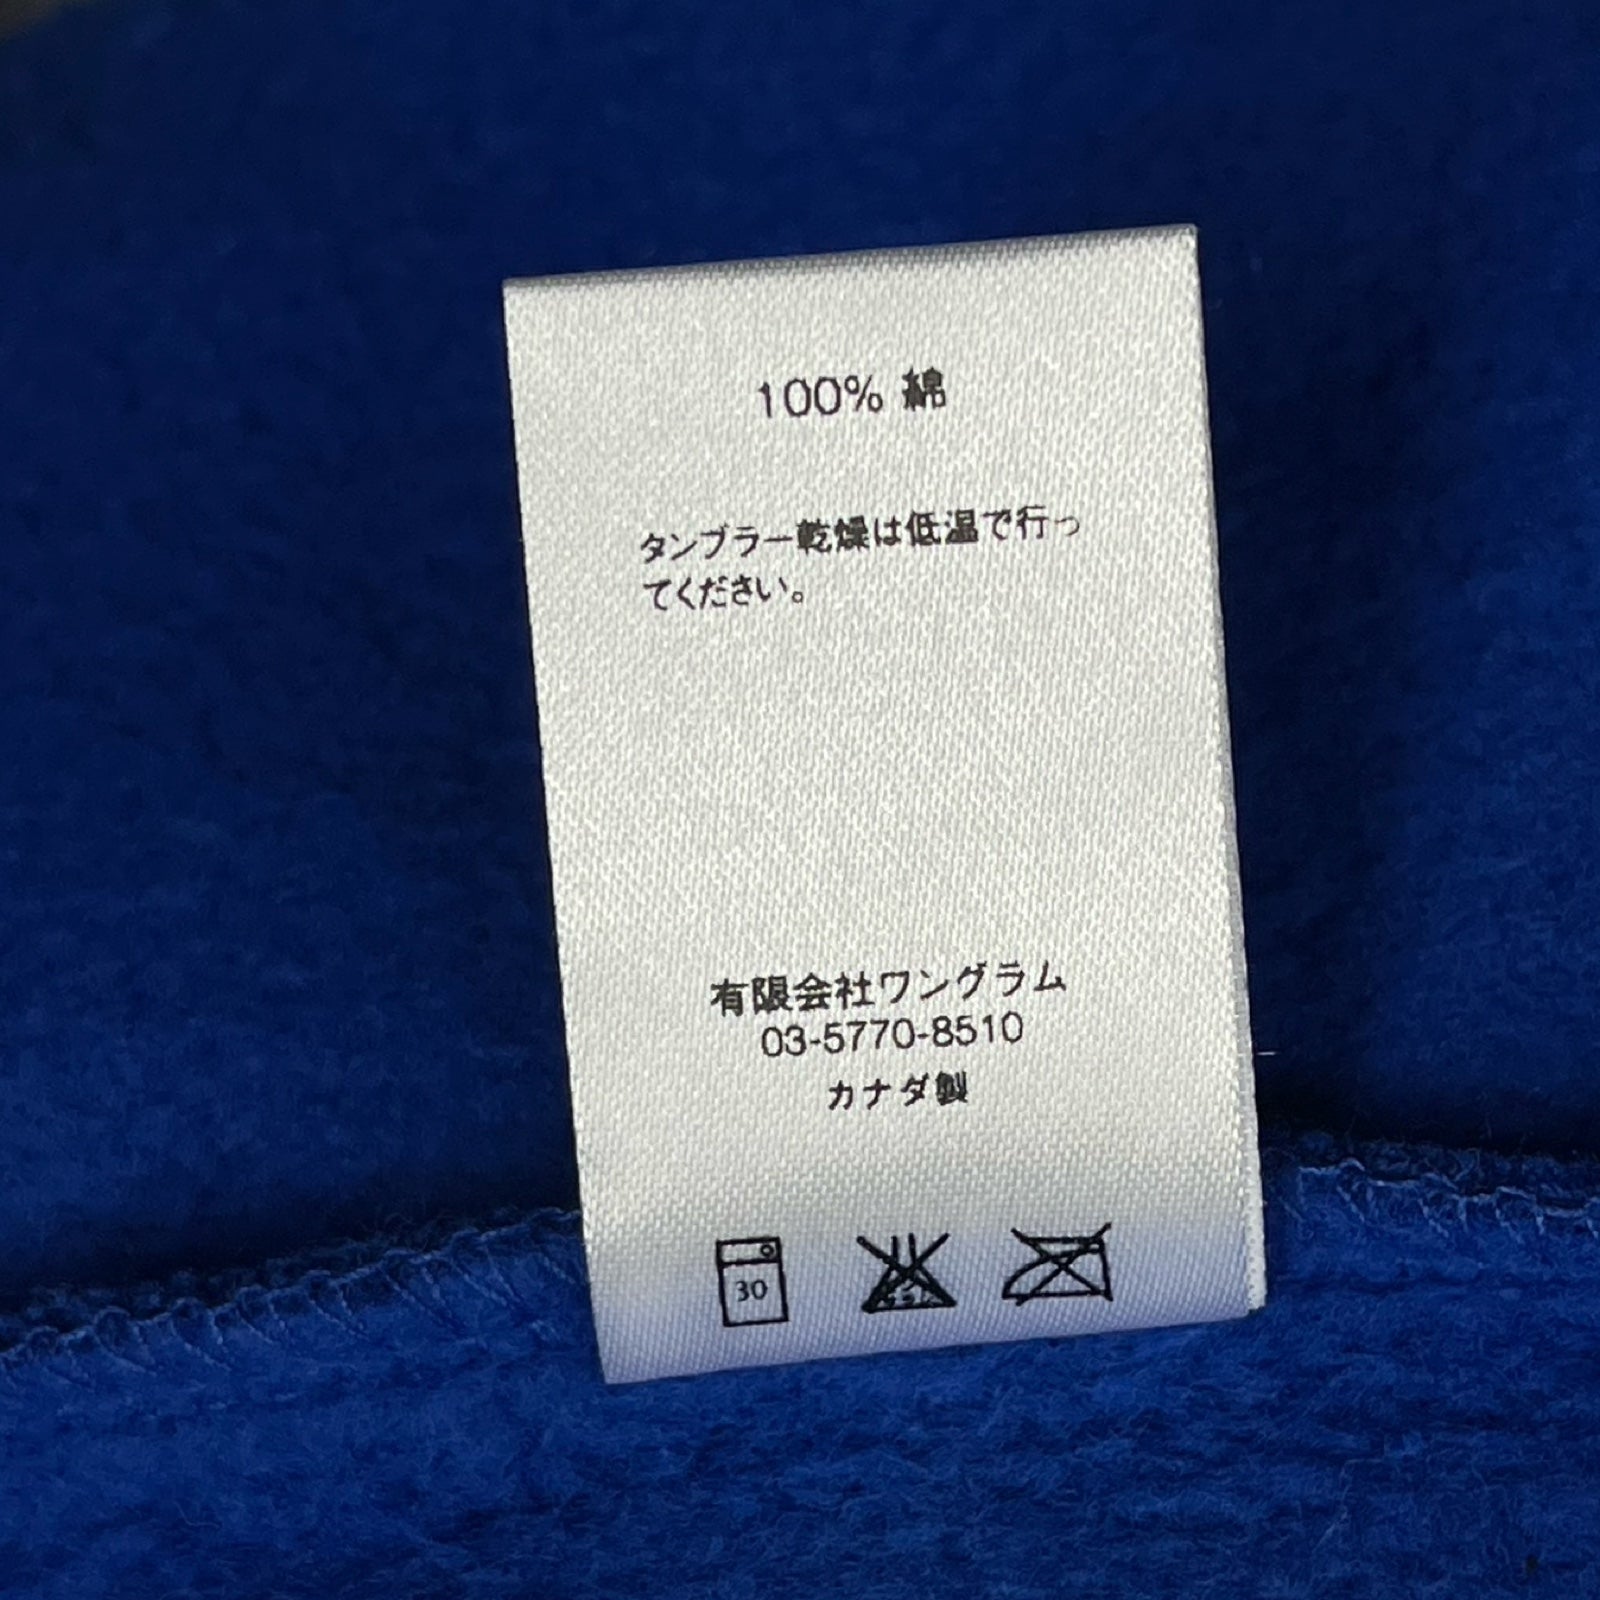 100% 綿
タンブラー乾燥は低温で行っ
てください。
有限会社ワングラム
03-5770-8510
カナダ製
30